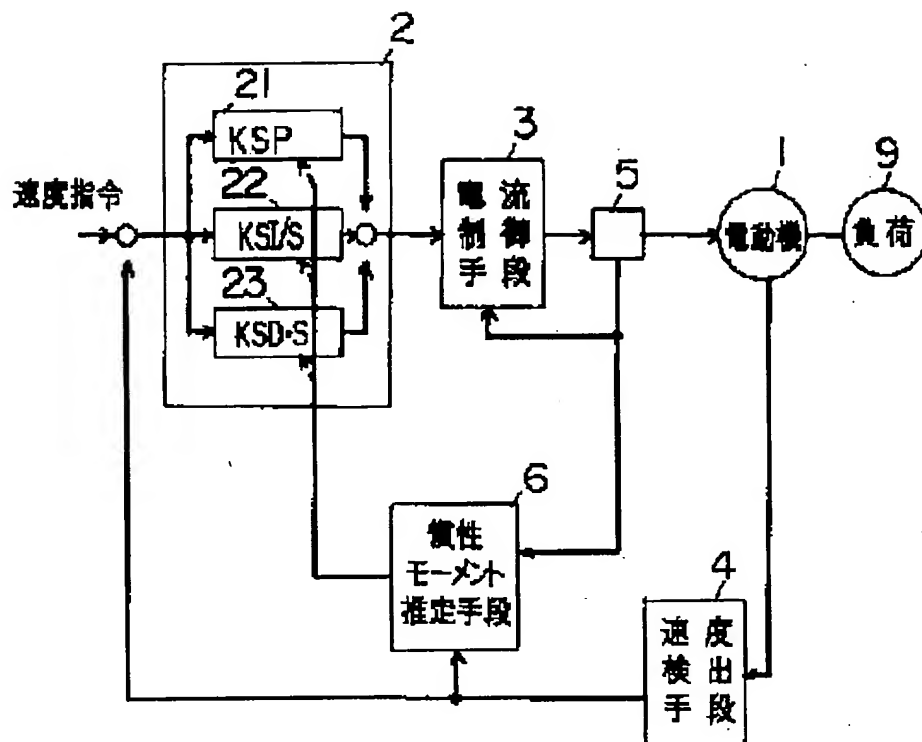 2
21
KSP
速度指令
22
KSI/S
23
KSD·S
3
電流
制御
手段
5
1
電動機
9
負荷
6
慣性
モーメント
推定手段
4
速度
検出
手段